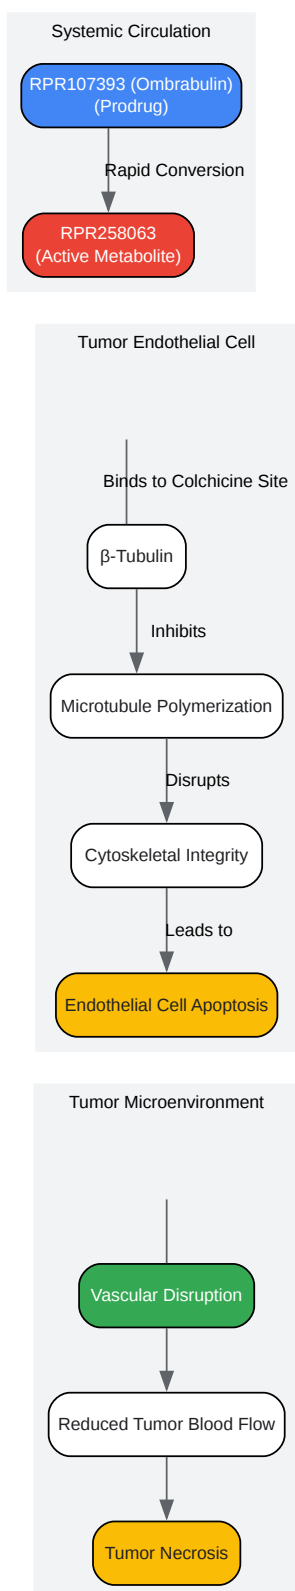 Systemic Circulation
RPR107393 (Ombrabulin)
(Prodrug)
Rapid Conversion
RPR258063
(Active Metabolite)
Tumor Endothelial Cell
Binds to Colchicine Site
β-Tubulin
Inhibits
Microtubule Polymerization
Disrupts
Cytoskeletal Integrity
Leads to
Endothelial Cell Apoptosis
Tumor Microenvironment
Vascular Disruption
Reduced Tumor Blood Flow
Tumor Necrosis